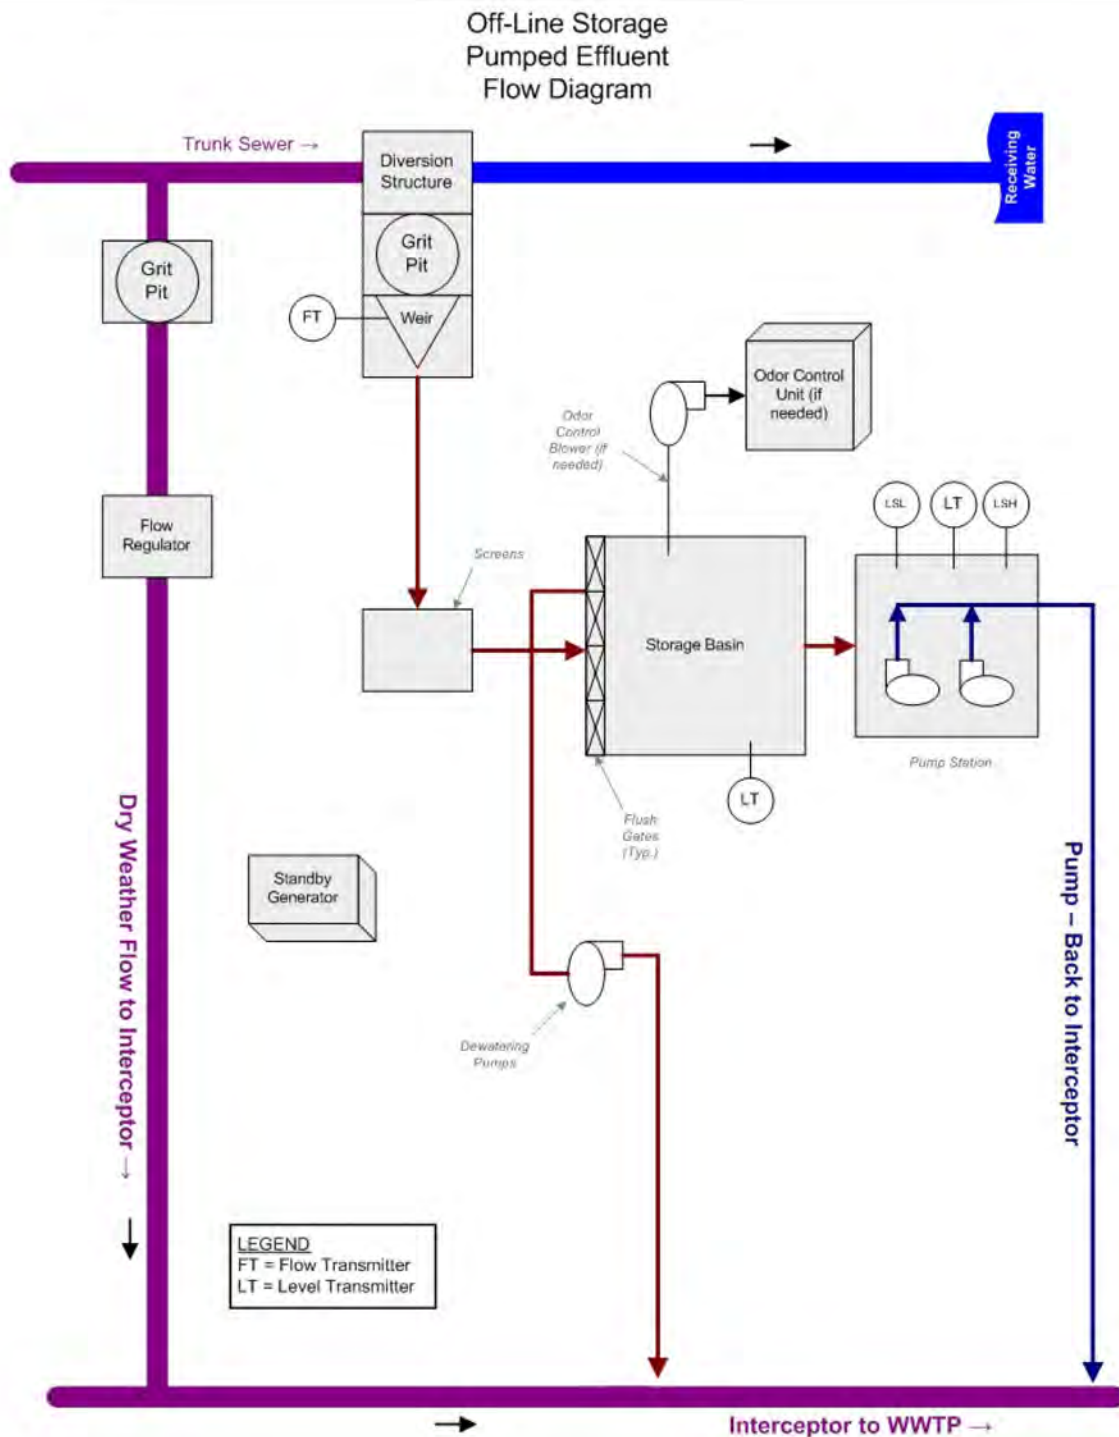 Off-Line Storage
Pumped Effluent
Flow Diagram
Trunk Sewer →
Diversion
Structure
Receiving
Water
Grit
Pit
Grit
Pit
FT
Weir
Odor Control
Unit (if
needed)
Odor
Control
Blower (if
needed)
LSL
LT
LSH
Flow
Regulator
Screens
Storage Basin
Pump Station
LT
Flush
Gates
(Typ.)
Dry Weather Flow to Interceptor →
Pump – Back to Interceptor
Standby
Generator
Dewatering
Pumps
LEGEND
FT = Flow Transmitter
LT = Level Transmitter
Interceptor to WWTP →